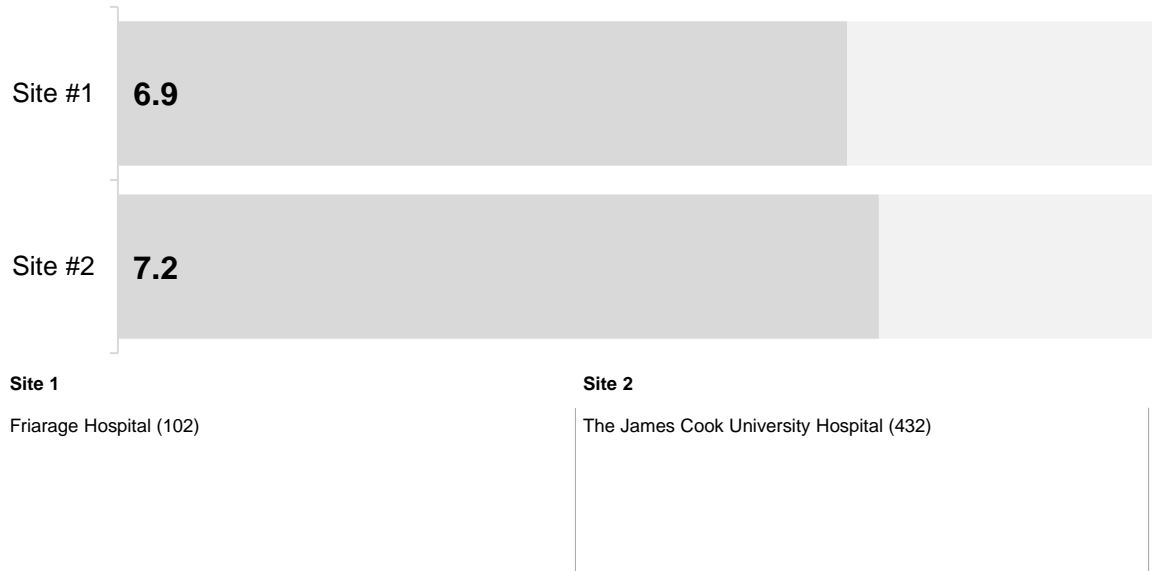 Site #1 6.9
Site #2 7.2
Site 1
Friarage Hospital (102)
Site 2
The James Cook University Hospital (432)